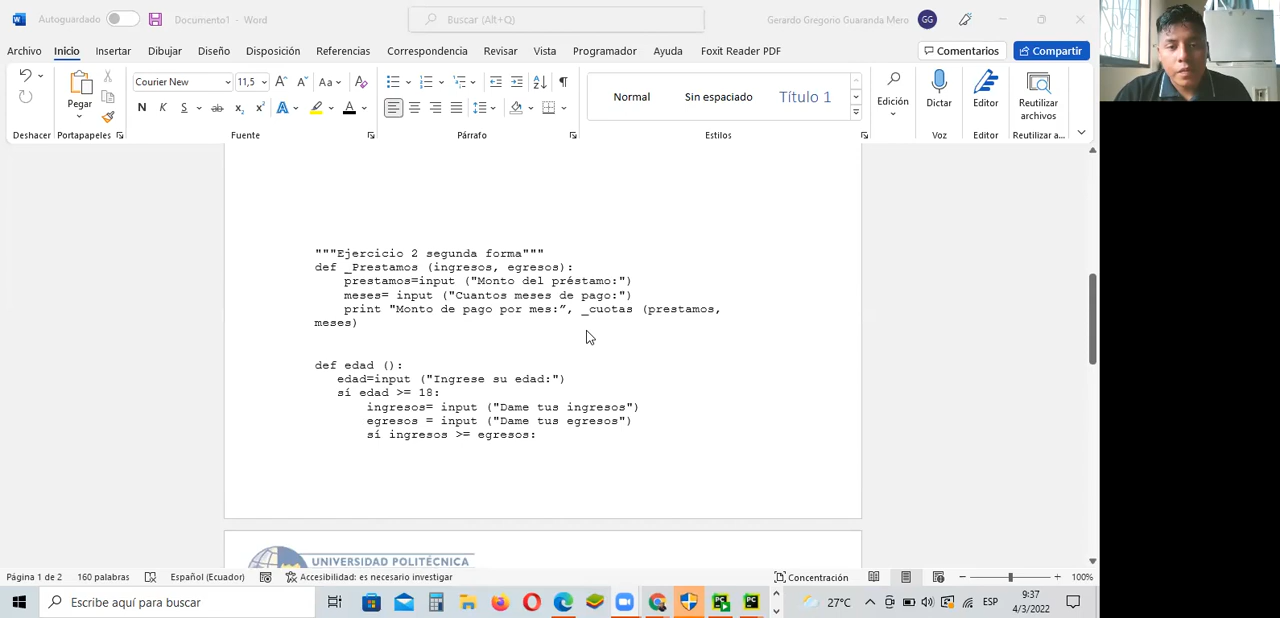 Autoguardado
Documento1 - Word
Buscar (Alt+Q)
Gerardo Gregorio Guaranda Mero
GG
Archivo Inicio Insertar Dibujar Diseño Disposición Referencias Correspondencia Revisar Vista Programador Ayuda Foxit Reader PDF
Comentarios
Compartir
Pegar
Courier New 11,5
N K S
Normal
Sin espaciado
Título 1
Edición
Dictar
Editor
Reutilizar archivos
Deshacer Portapapeles Fuente Párrafo Estilos Voz Editor Reutilizar a...
"""Ejercicio 2 segunda forma"""
def _Prestamos (ingresos, egresos):
prestamos=input ("Monto del préstamo:")
meses= input ("Cuantos meses de pago:")
print "Monto de pago por mes:”, _cuotas (prestamos,
meses)
def edad ():
edad=input ("Ingrese su edad:")
sí edad >= 18:
ingresos= input ("Dame tus ingresos")
egresos = input ("Dame tus egresos")
sí ingresos >= egresos:
UNIVERSIDAD POLITÉCNICA
Página 1 de 2 160 palabras Español (Ecuador) Accesibilidad: es necesario investigar Concentración 100%
Escribe aquí para buscar
27°C
ESP
9:37
4/3/2022